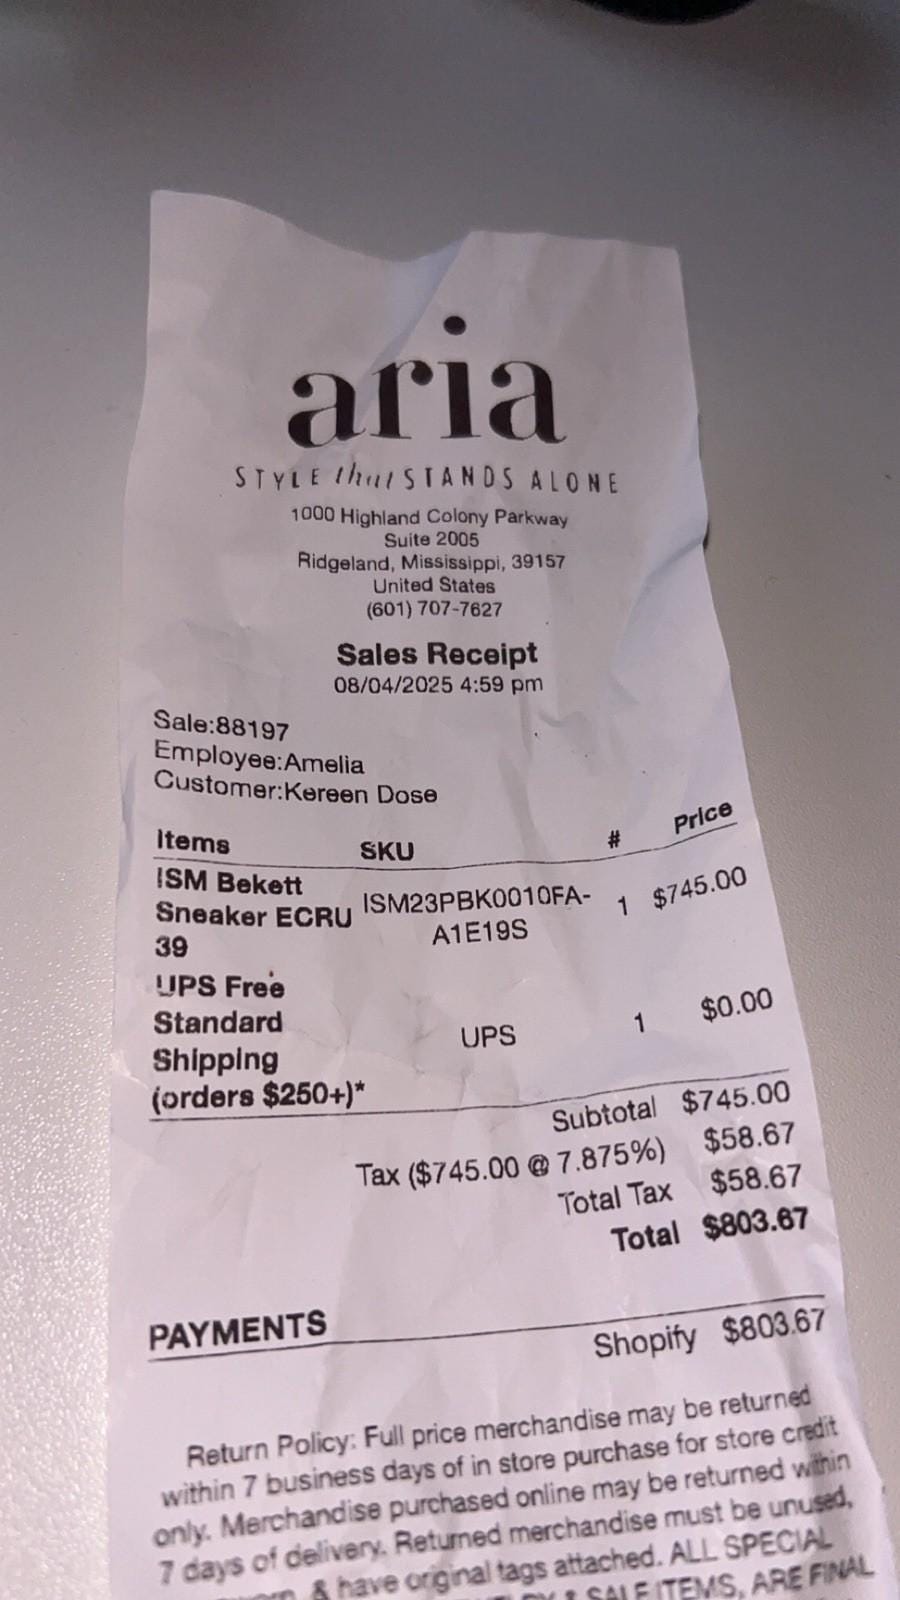 aria
STYLE that STANDS ALONE
1000 Highland Colony Parkway
Suite 2005
Ridgeland, Mississippi, 39157
United States
(601) 707-7627
Sales Receipt
08/04/2025 4:59 pm
Sale:88197
Employee:Amelia
Customer:Kereen Dose
Items SKU # Price
ISM Bekett
Sneaker ECRU ISM23PBK0010FA- 1 $745.00
39 A1E19S
UPS Free
Standard UPS 1 $0.00
Shipping
(orders $250+)*
Subtotal $745.00
Tax ($745.00 @ 7.875%) $58.67
Total Tax $58.67
Total $803.67
PAYMENTS
Shopify $803.67
Return Policy: Full price merchandise may be returned
within 7 business days of in store purchase for store credit
only. Merchandise purchased online may be returned within
7 days of delivery. Returned merchandise must be unused,
& have original tags attached. ALL SPECIAL
& SALE ITEMS, ARE FINAL